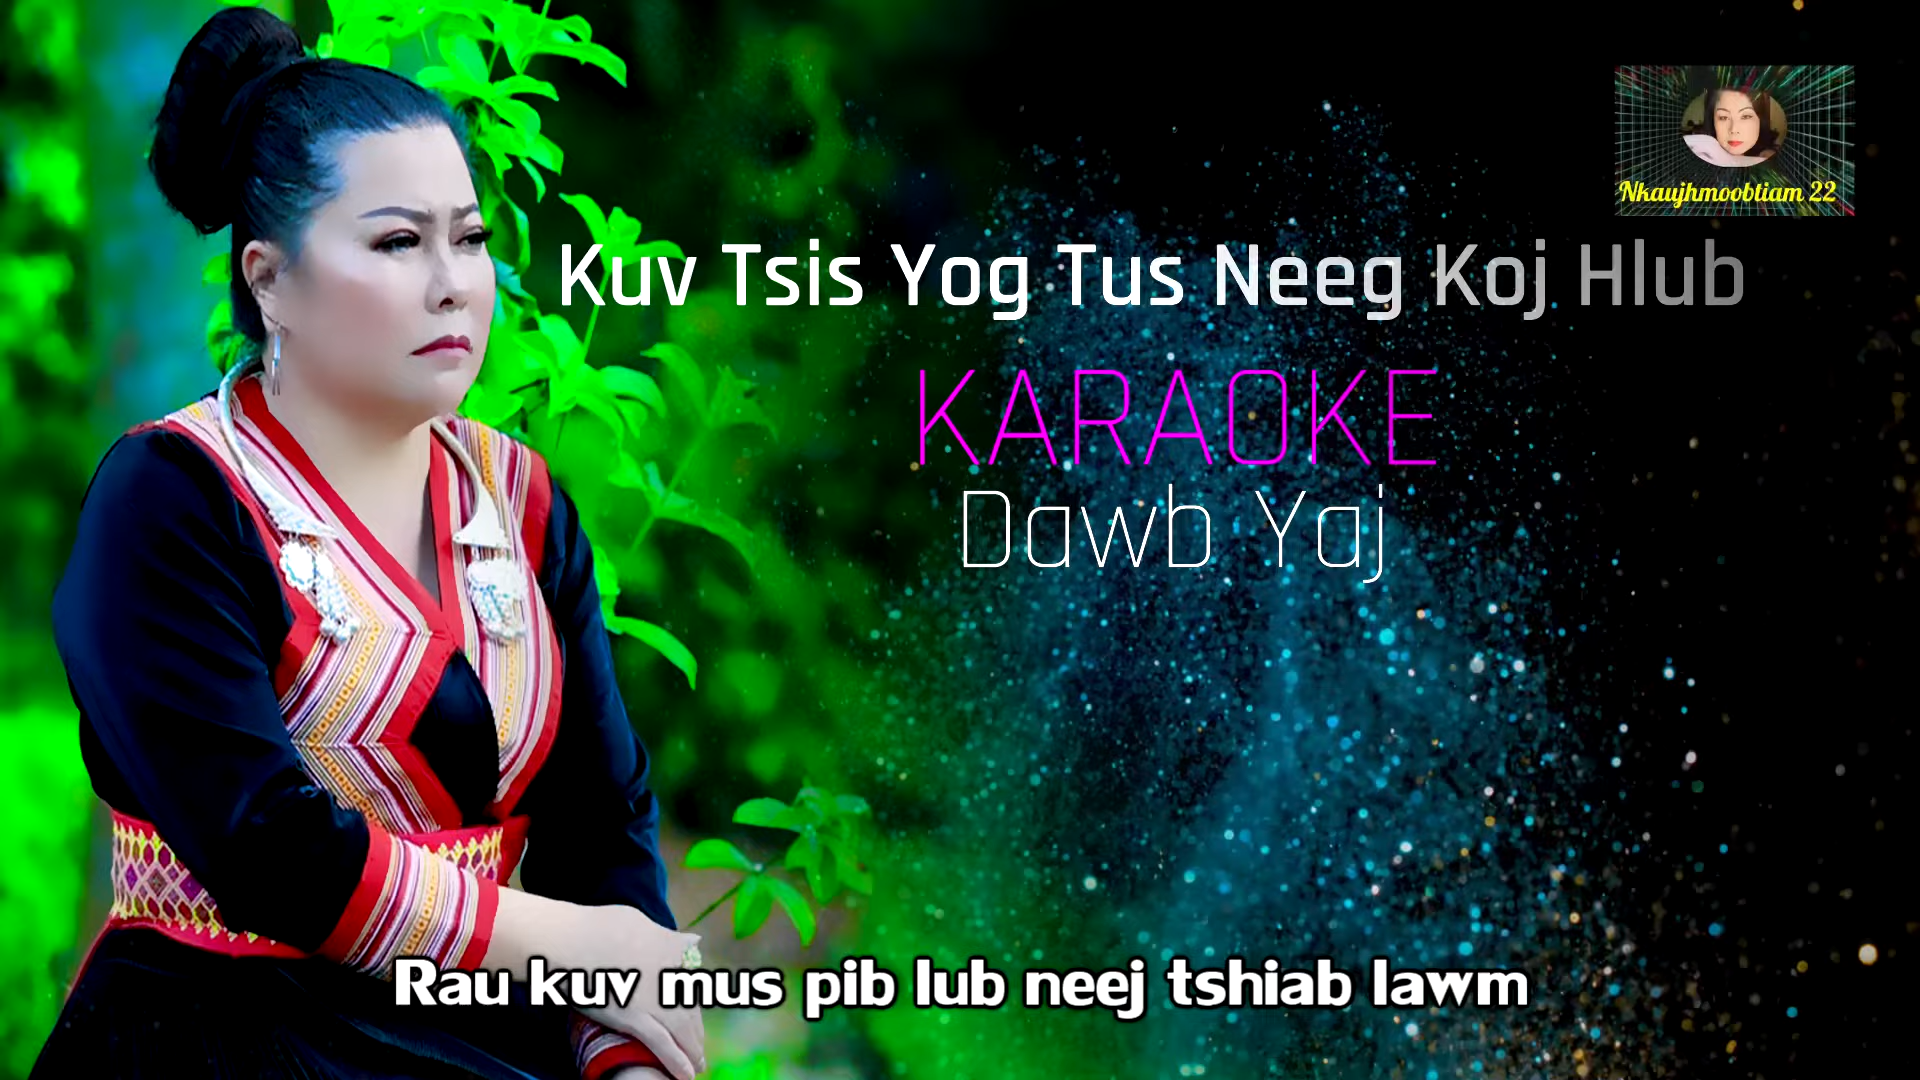 Nkaujhmoobtiam 22
Kuv Tsis Yog Tus Neeg Koj Hlub
KARAOKE
Dawb Yaj
Rau kuv mus pib lub neej tshiab lawm